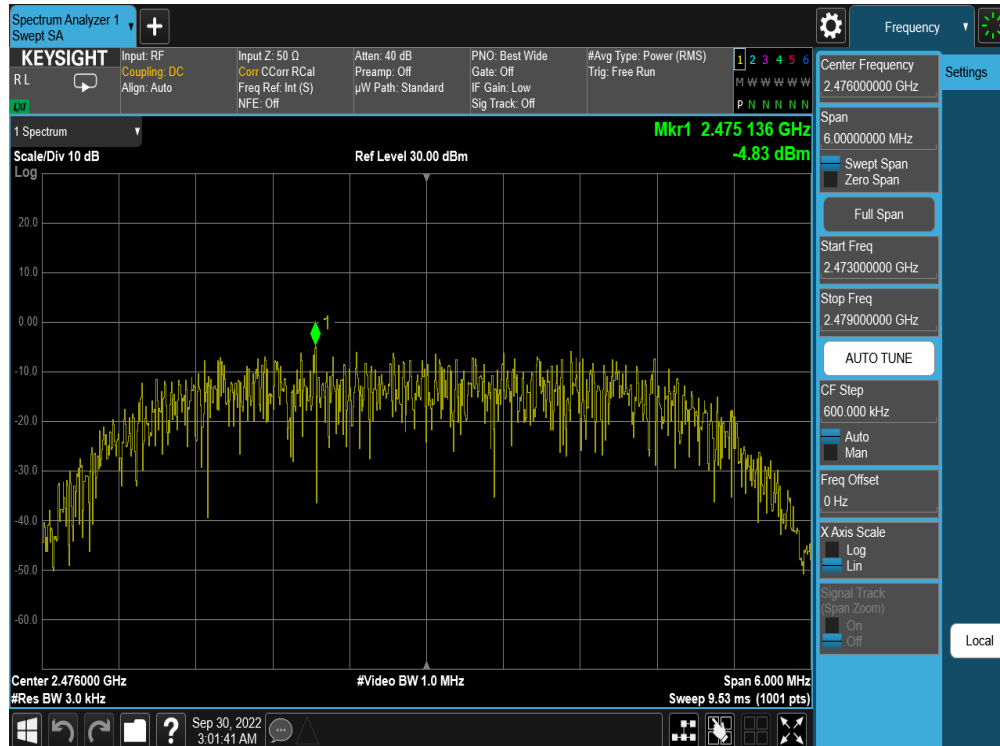 Spectrum Analyzer 1
Swept SA
Frequency
KEYSIGHT
R L
LXI
Input: RF
Coupling: DC
Align: Auto
Input Z: 50 Ω
Corr CCorr RCal
Freq Ref: Int (S)
NFE: Off
Atten: 40 dB
Preamp: Off
µW Path: Standard
PNO: Best Wide
Gate: Off
IF Gain: Low
Sig Track: Off
#Avg Type: Power (RMS)
Trig: Free Run
1 2 3 4 5 6
M W W W W W
P N N N N N
1 Spectrum
Scale/Div 10 dB
Log
Ref Level 30.00 dBm
Mkr1 2.475 136 GHz
-4.83 dBm
20.0
10.0
0.00
-10.0
-20.0
-30.0
-40.0
-50.0
-60.0
1
Center 2.476000 GHz
#Res BW 3.0 kHz
#Video BW 1.0 MHz
Span 6.000 MHz
Sweep 9.53 ms (1001 pts)
Sep 30, 2022
3:01:41 AM
Center Frequency
2.476000000 GHz
Settings
Span
6.00000000 MHz
Swept Span
Zero Span
Full Span
Start Freq
2.473000000 GHz
Stop Freq
2.479000000 GHz
AUTO TUNE
CF Step
600.000 kHz
Auto
Man
Freq Offset
0 Hz
X Axis Scale
Log
Lin
Signal Track
(Span Zoom)
On
Off
Local